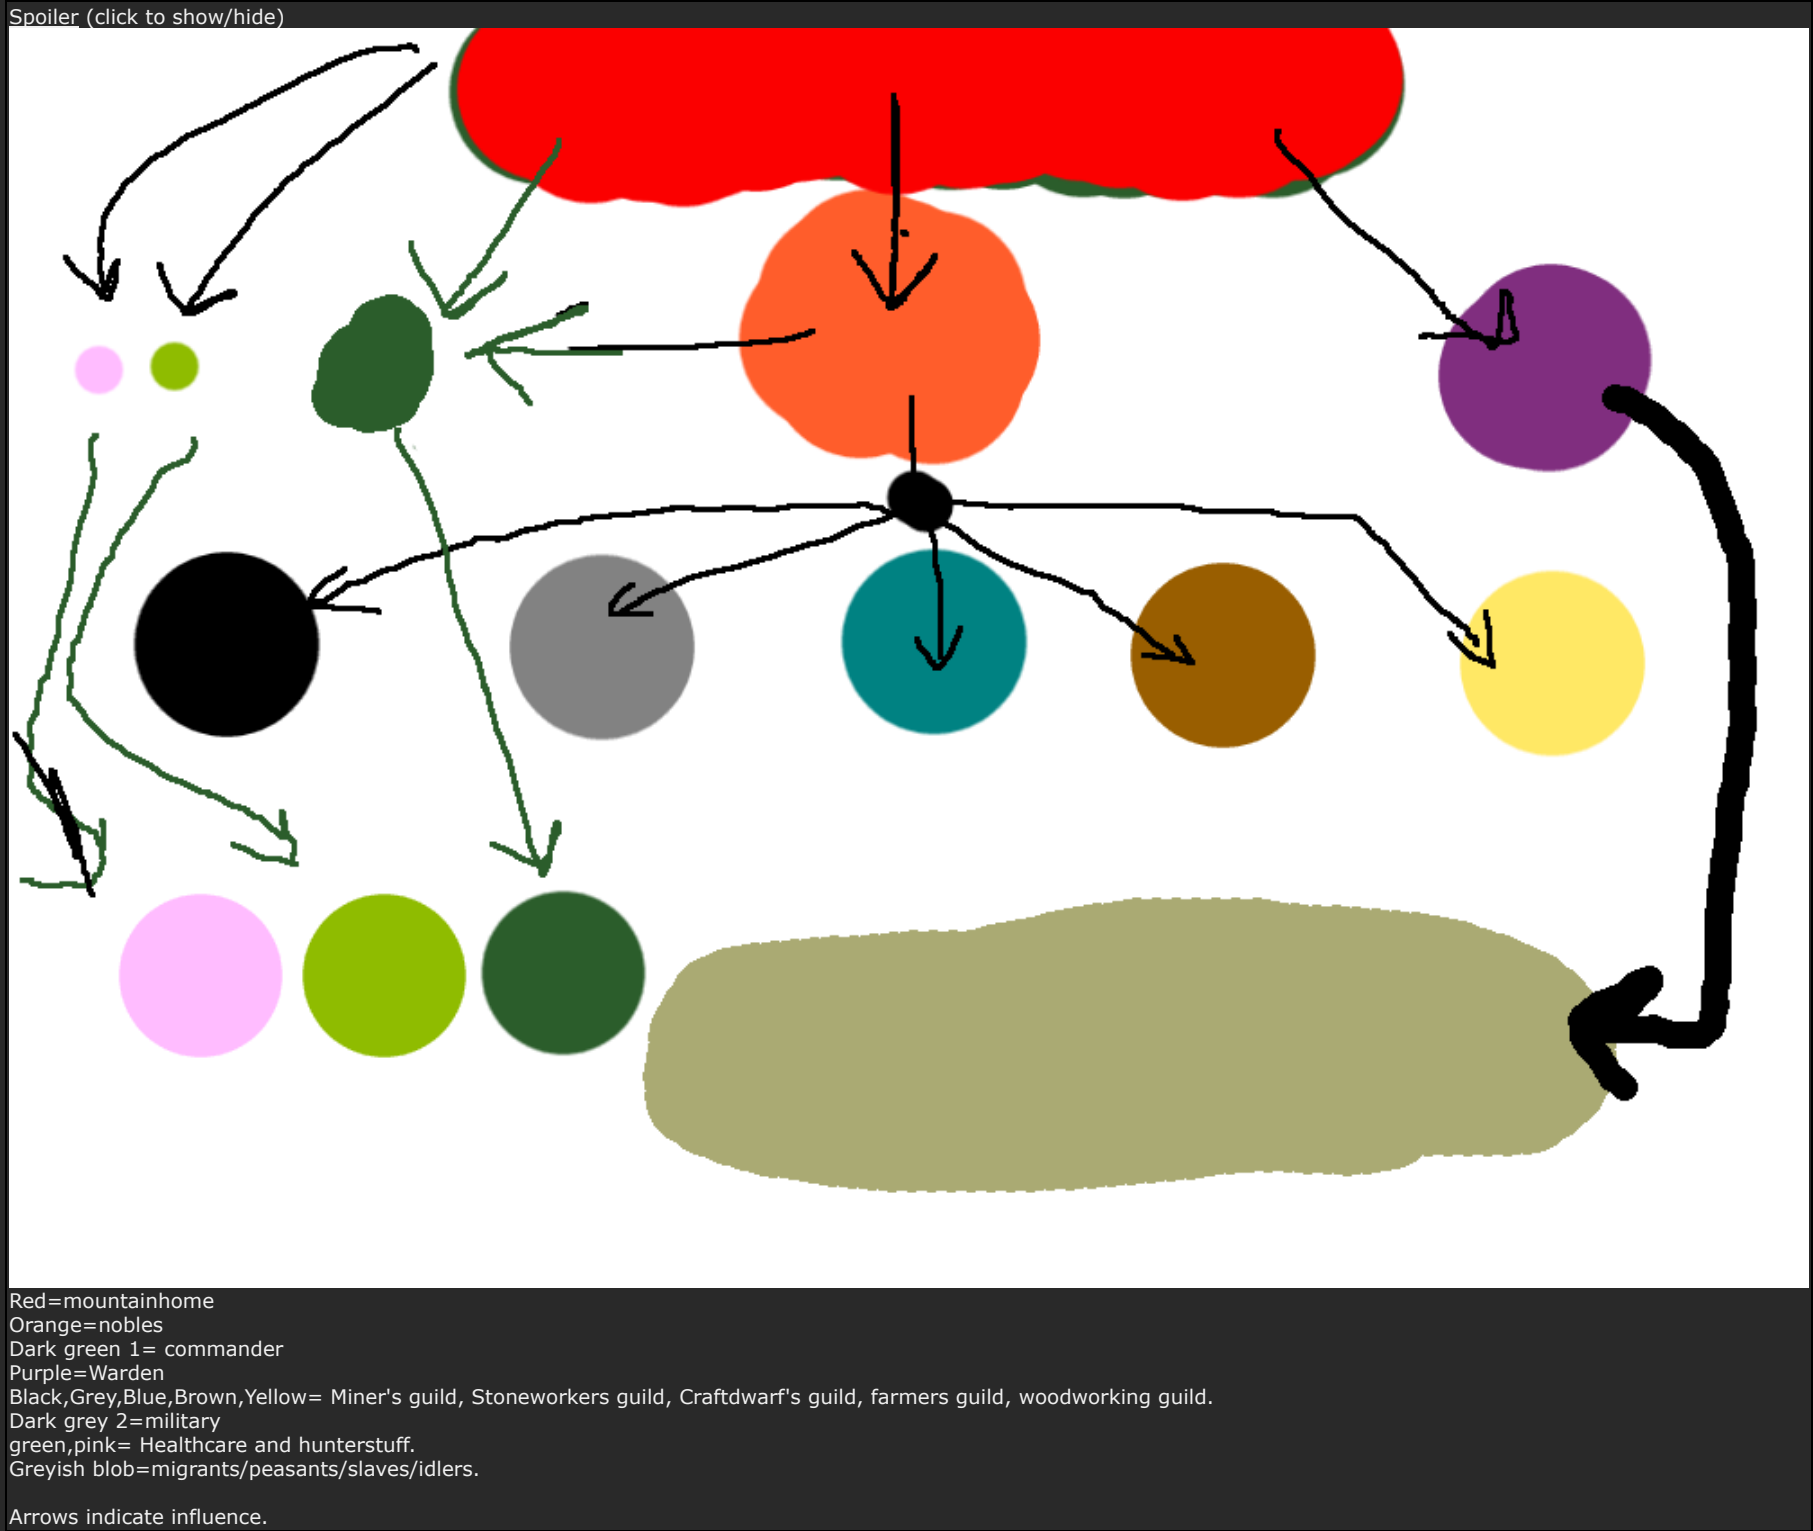 Spoiler (click to show/hide)
Red=mountainhome
Orange=nobles
Dark green 1= commander
Purple=Warden
Black,Grey,Blue,Brown,Yellow= Miner's guild, Stoneworkers guild, Craftdwarf's guild, farmers guild, woodworking guild.
Dark grey 2=military
green,pink= Healthcare and hunterstuff.
Greyish blob=migrants/peasants/slaves/idlers.
Arrows indicate influence.